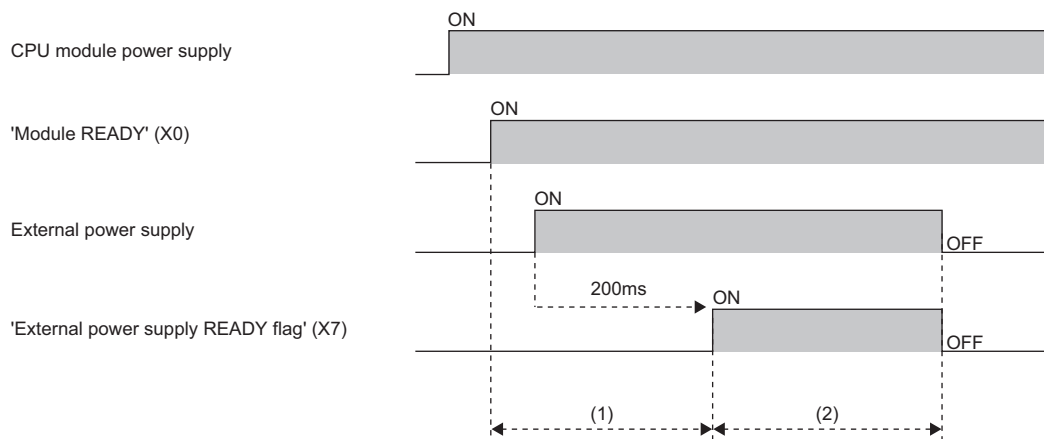 ON
CPU module power supply
ON
'Module READY' (X0)
ON
External power supply
OFF
200ms
ON
'External power supply READY flag' (X7)
OFF
(1)
(2)